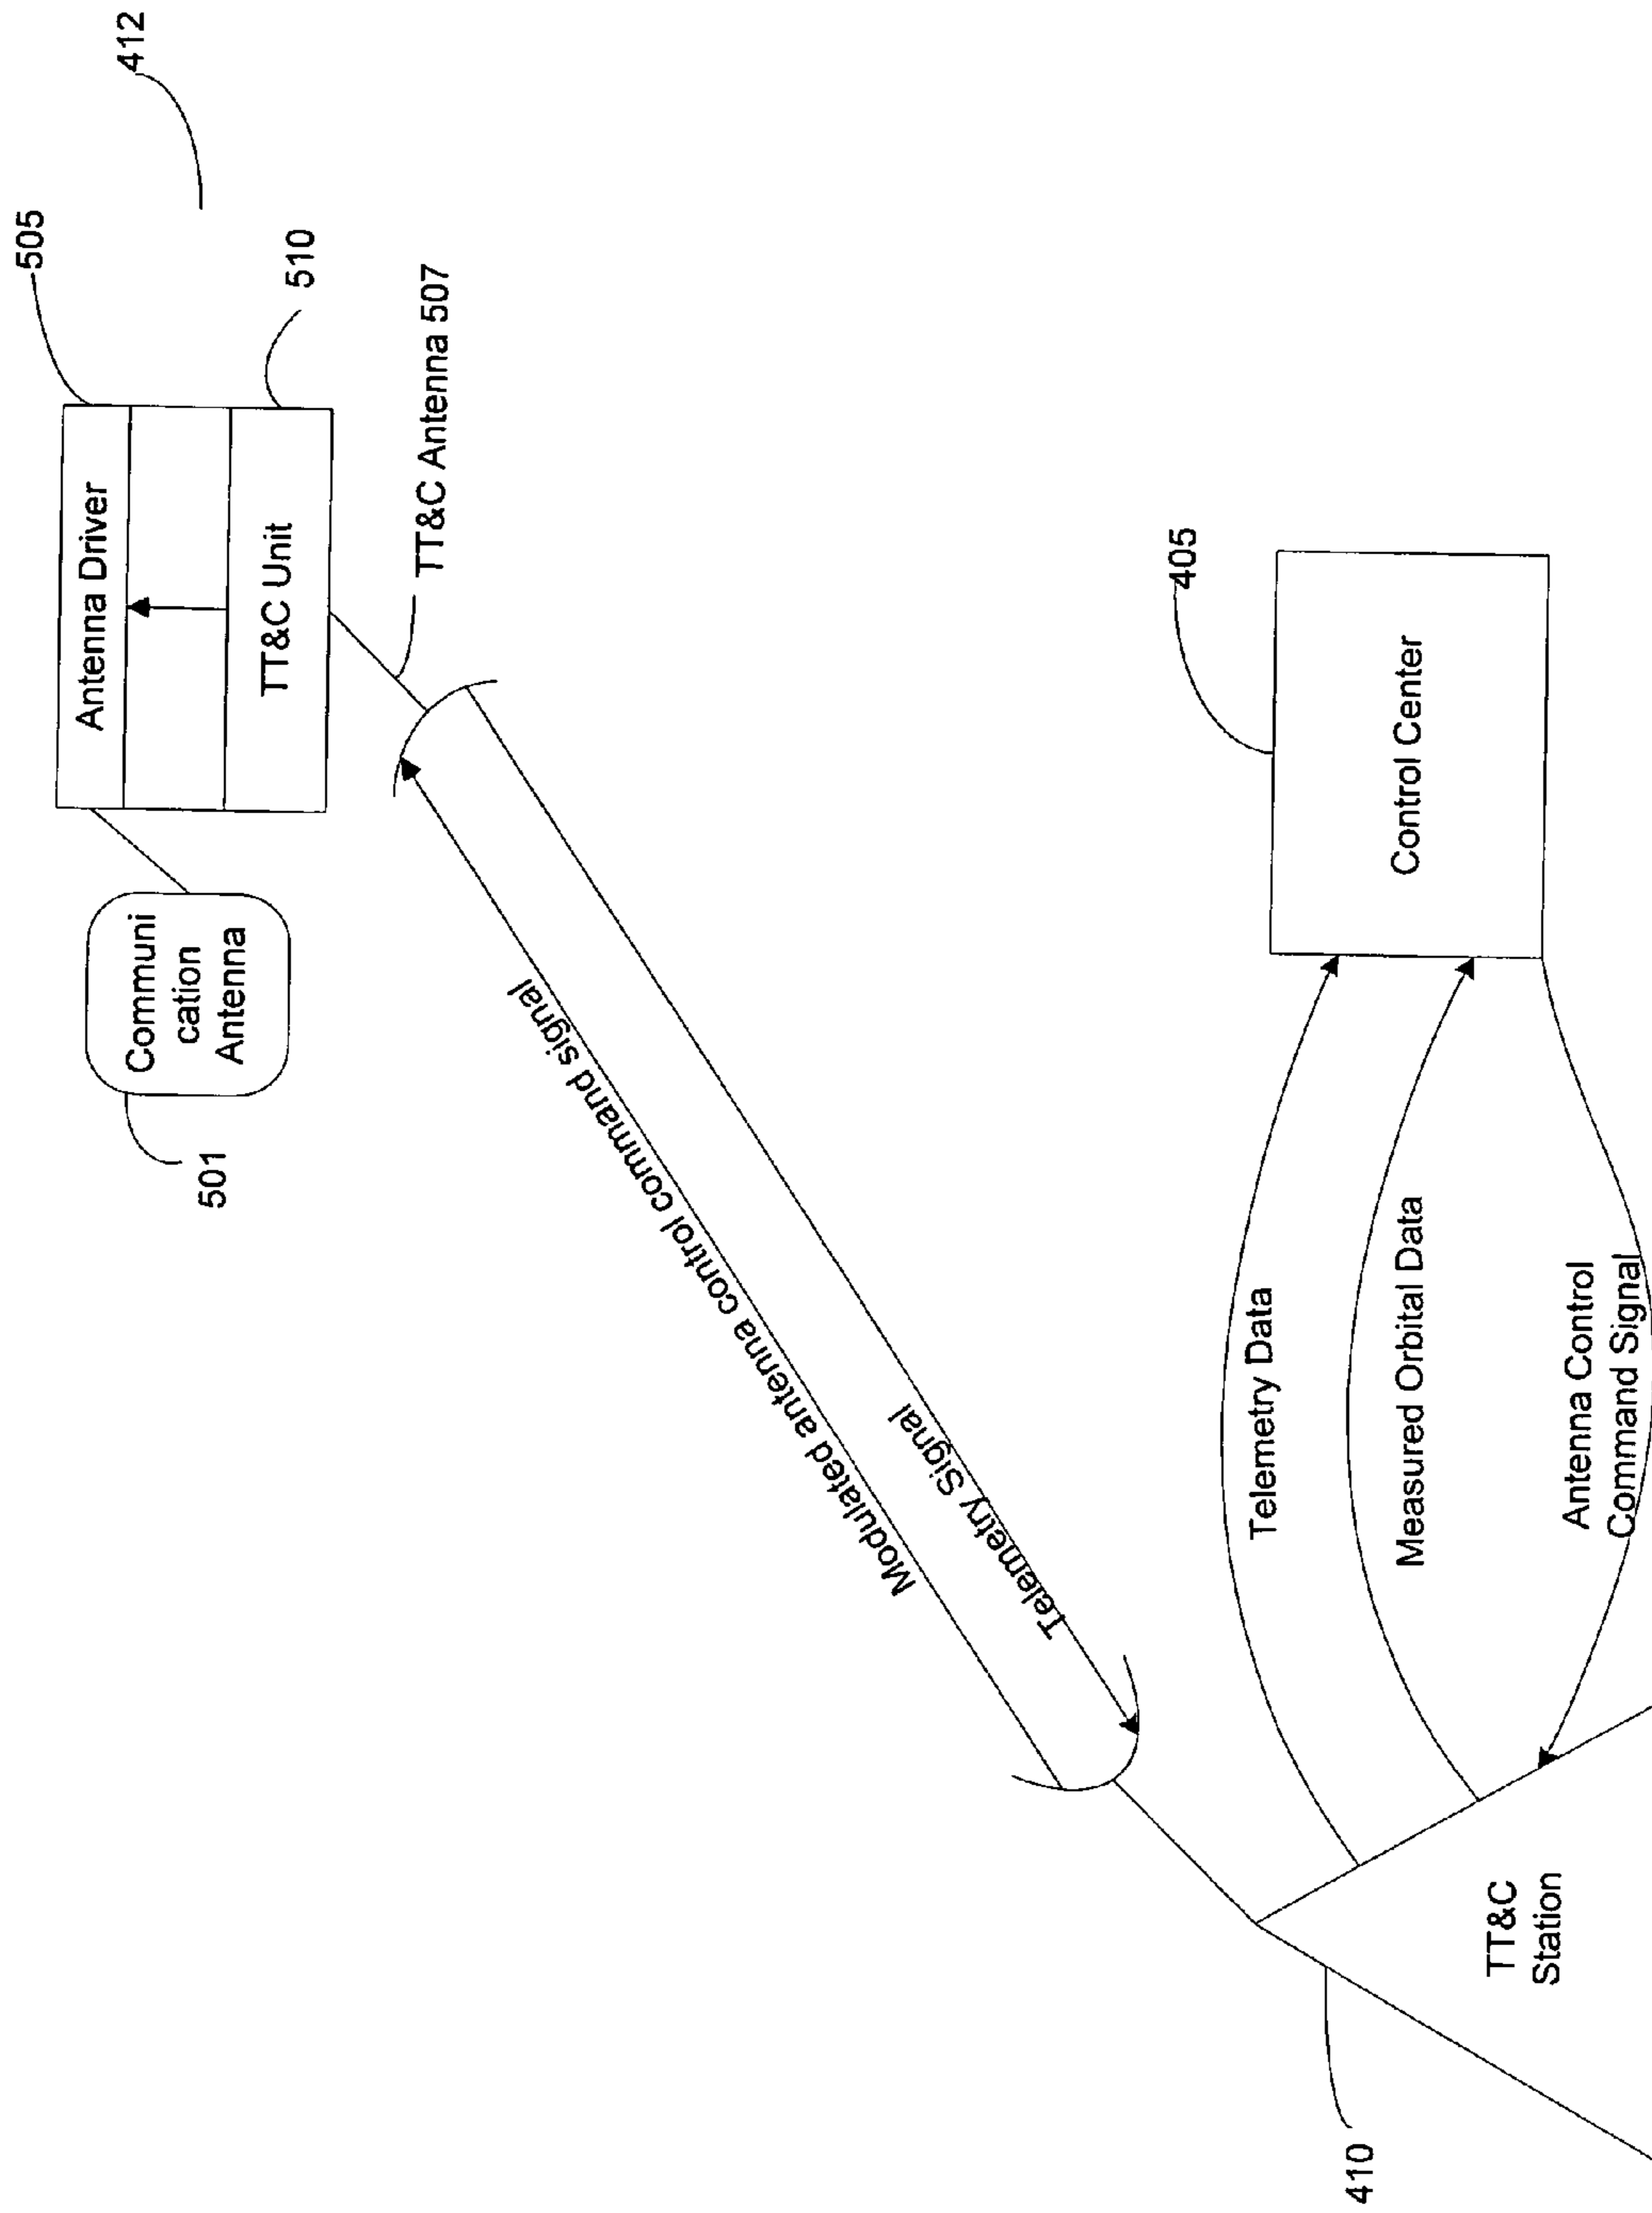 412
505
Antenna Driver
510
TT&C Unit
TT&C Antenna 507
Communi
cation
Antenna
501
Modulated antenna control command signal
Telemetry Signal
405
Control Center
Telemetry Data
Measured Orbital Data
Antenna Control
Command Signal
TT&C
Station
410